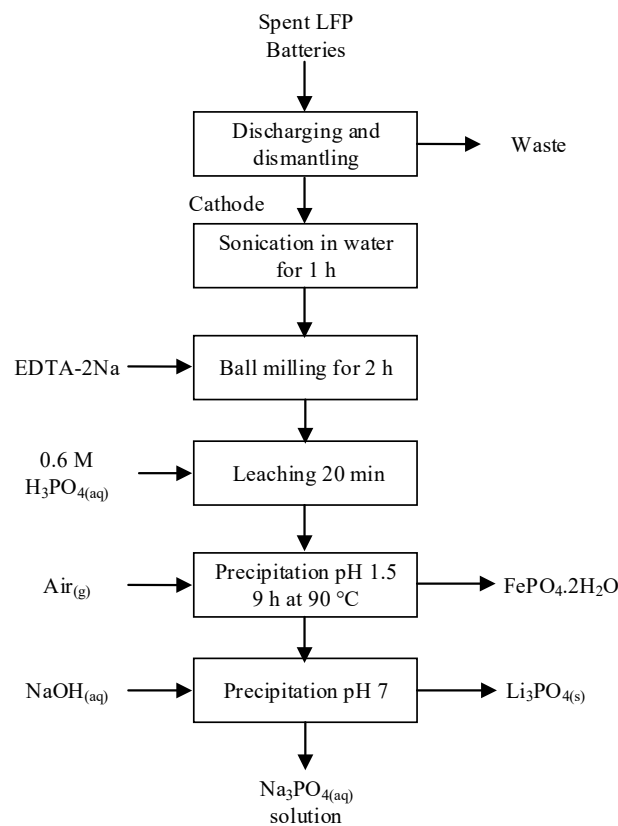 Spent LFP
Batteries
Discharging and
dismantling
Waste
Cathode
Sonication in water
for 1 h
EDTA-2Na
Ball milling for 2 h
0.6 M
H₃PO₄(aq)
Leaching 20 min
Air(g)
Precipitation pH 1.5
9 h at 90 °C
FePO₄.2H₂O
NaOH(aq)
Precipitation pH 7
Li₃PO₄(s)
Na₃PO₄(aq)
solution